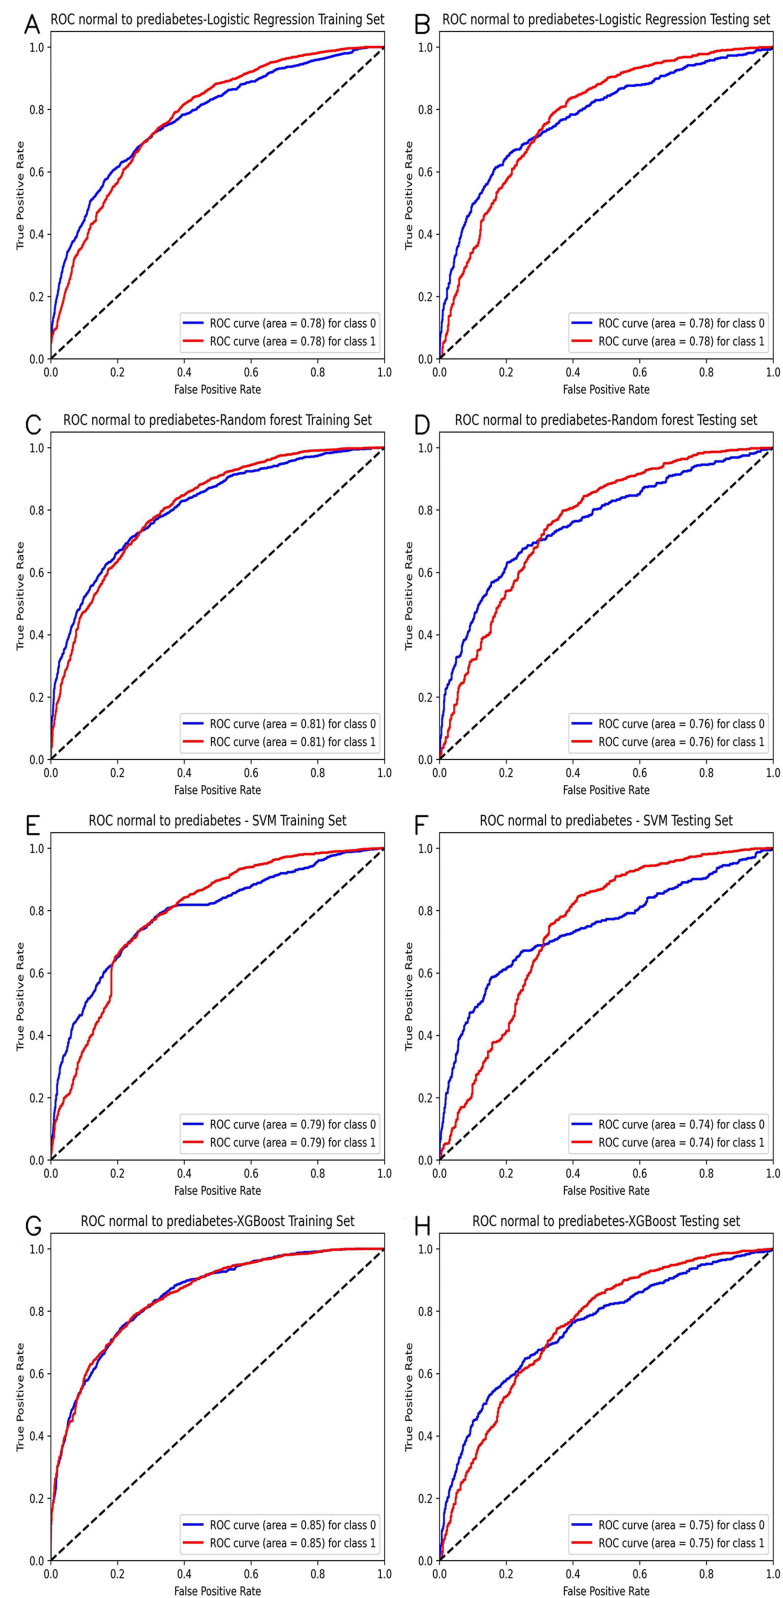 A
ROC normal to prediabetes-Logistic Regression Training Set
True Positive Rate
1.0
0.8
0.6
0.4
0.2
0.0
ROC curve (area = 0.78) for class 0
ROC curve (area = 0.78) for class 1
0.0 0.2 0.4 0.6 0.8 1.0
False Positive Rate
B
ROC normal to prediabetes-Logistic Regression Testing set
True Positive Rate
1.0
0.8
0.6
0.4
0.2
0.0
ROC curve (area = 0.78) for class 0
ROC curve (area = 0.78) for class 1
0.0 0.2 0.4 0.6 0.8 1.0
False Positive Rate
C
ROC normal to prediabetes-Random forest Training Set
True Positive Rate
1.0
0.8
0.6
0.4
0.2
0.0
ROC curve (area = 0.81) for class 0
ROC curve (area = 0.81) for class 1
0.0 0.2 0.4 0.6 0.8 1.0
False Positive Rate
D
ROC normal to prediabetes-Random forest Testing set
True Positive Rate
1.0
0.8
0.6
0.4
0.2
0.0
ROC curve (area = 0.76) for class 0
ROC curve (area = 0.76) for class 1
0.0 0.2 0.4 0.6 0.8 1.0
False Positive Rate
E
ROC normal to prediabetes - SVM Training Set
True Positive Rate
1.0
0.8
0.6
0.4
0.2
0.0
ROC curve (area = 0.79) for class 0
ROC curve (area = 0.79) for class 1
0.0 0.2 0.4 0.6 0.8 1.0
False Positive Rate
F
ROC normal to prediabetes - SVM Testing Set
True Positive Rate
1.0
0.8
0.6
0.4
0.2
0.0
ROC curve (area = 0.74) for class 0
ROC curve (area = 0.74) for class 1
0.0 0.2 0.4 0.6 0.8 1.0
False Positive Rate
G
ROC normal to prediabetes-XGBoost Training Set
True Positive Rate
1.0
0.8
0.6
0.4
0.2
0.0
ROC curve (area = 0.85) for class 0
ROC curve (area = 0.85) for class 1
0.0 0.2 0.4 0.6 0.8 1.0
False Positive Rate
H
ROC normal to prediabetes-XGBoost Testing set
True Positive Rate
1.0
0.8
0.6
0.4
0.2
0.0
ROC curve (area = 0.75) for class 0
ROC curve (area = 0.75) for class 1
0.0 0.2 0.4 0.6 0.8 1.0
False Positive Rate